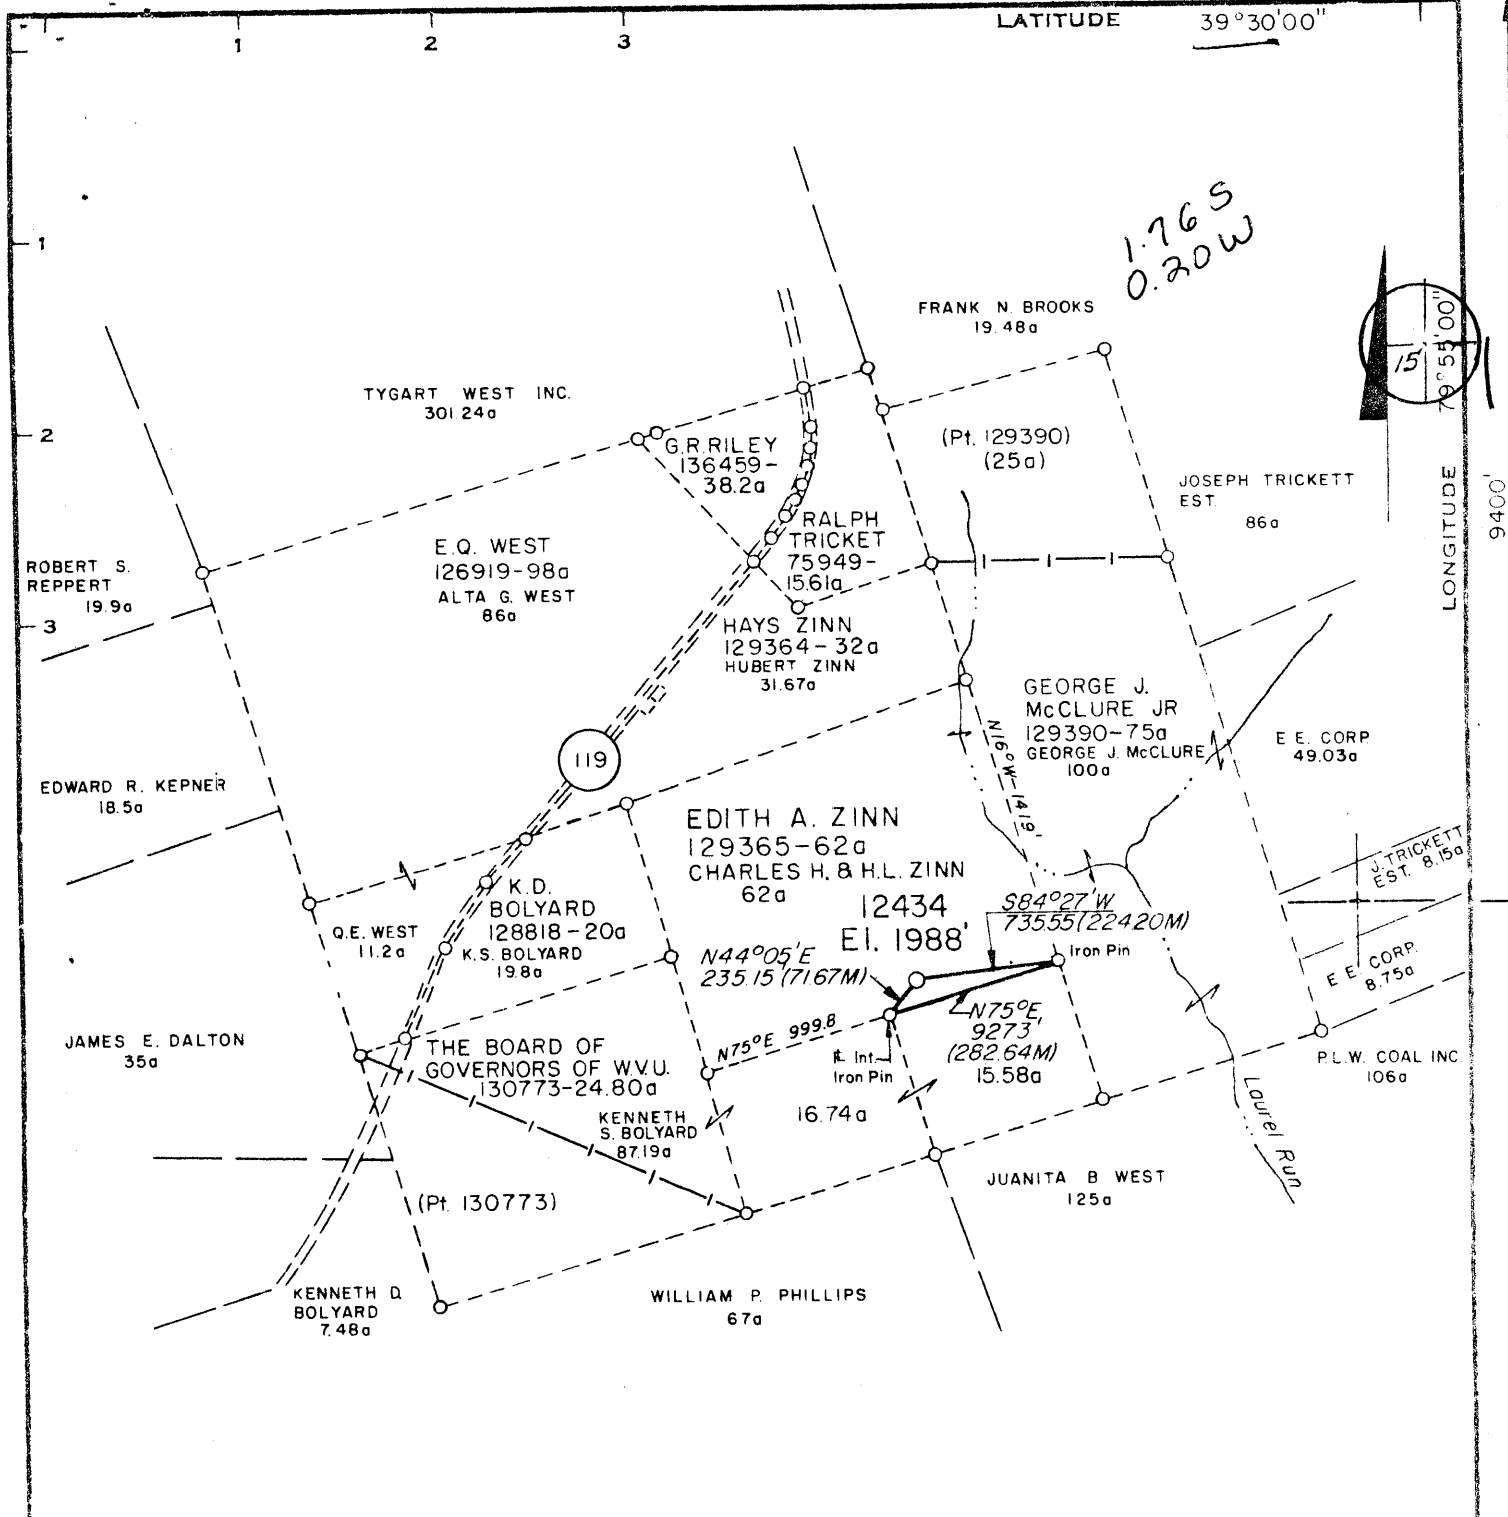 LATITUDE 39°30'00"
1 2 3
1
2
3
1.76 S
0.20 W
15'
LONGITUDE 79°55'00"
9400'
FRANK N. BROOKS
19.48a
TYGART WEST INC.
301.24a
(Pt. 129390)
(25a)
G.R.RILEY
136459-
38.2a
JOSEPH TRICKETT
EST.
86a
RALPH
TRICKET
75949-
15.61a
E.Q. WEST
126919-98a
ALTA G. WEST
86a
ROBERT S.
REPPERT
19.9a
HAYS ZINN
129364-32a
HUBERT ZINN
31.67a
GEORGE J.
McCLURE JR
129390-75a
GEORGE J. McCLURE
100a
N16°W-1419'
E E. CORP.
49.03a
119
EDWARD R. KEPNER
18.5a
EDITH A. ZINN
129365-62a
CHARLES H. & H.L. ZINN
62a
12434
El. 1988'
J. TRICKETT
EST. 8.15a
K.D.
BOLYARD
128818-20a
K.S. BOLYARD
19.8a
Q.E. WEST
11.2a
S84°27'W
735.55(224.20M)
Iron Pin
N44°05'E
235.15'(71.67M)
E E. CORP.
8.75a
N75°E 999.8
N75°E,
9273'
(282.64M)
15.58a
JAMES E. DALTON
35a
THE BOARD OF
GOVERNORS OF W.V.U.
130773-24.80a
Int.
Iron Pin
P.L.W. COAL INC.
106a
KENNETH
S. BOLYARD
87.19a
16.74a
Laurel Run
JUANITA B WEST
125a
(Pt. 130773)
KENNETH D.
BOLYARD
7.48a
WILLIAM P. PHILLIPS
67a